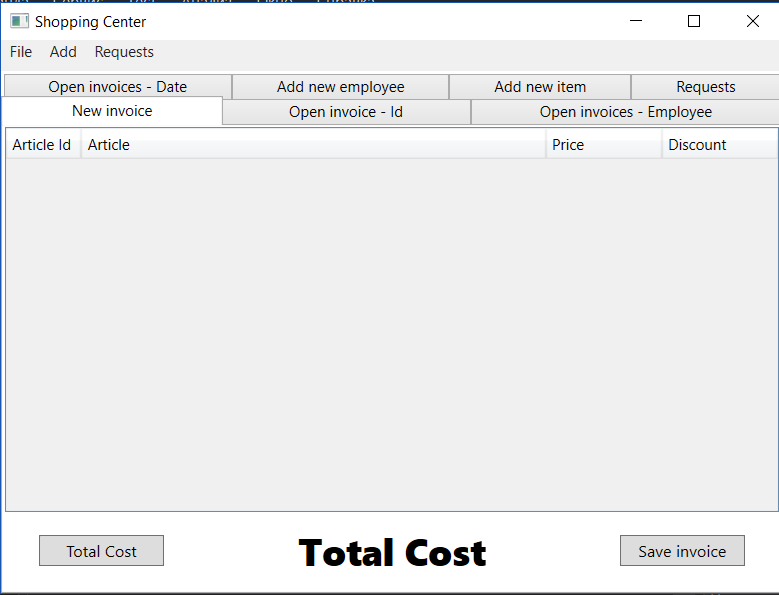 Shopping Center
File Add Requests
Open invoices - Date Add new employee Add new item Requests
New invoice Open invoice - Id Open invoices - Employee
Article Id Article Price Discount
Total Cost Total Cost Save invoice